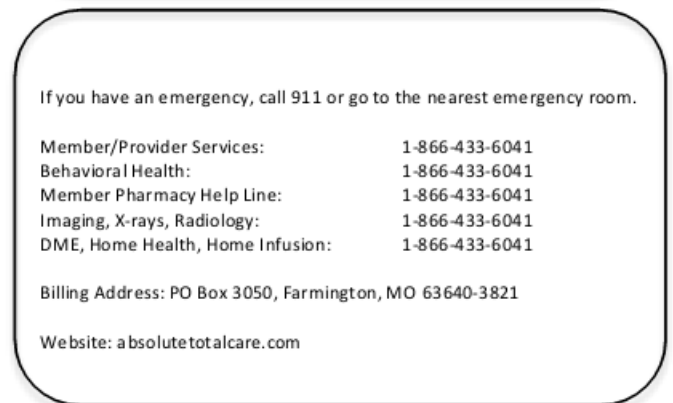 If you have an emergency, call 911 or go to the nearest emergency room.
Member/Provider Services: 1-866-433-6041
Behavioral Health: 1-866-433-6041
Member Pharmacy Help Line: 1-866-433-6041
Imaging, X-rays, Radiology: 1-866-433-6041
DME, Home Health, Home Infusion: 1-866-433-6041
Billing Address: PO Box 3050, Farmington, MO 63640-3821
Website: absolutetotalcare.com